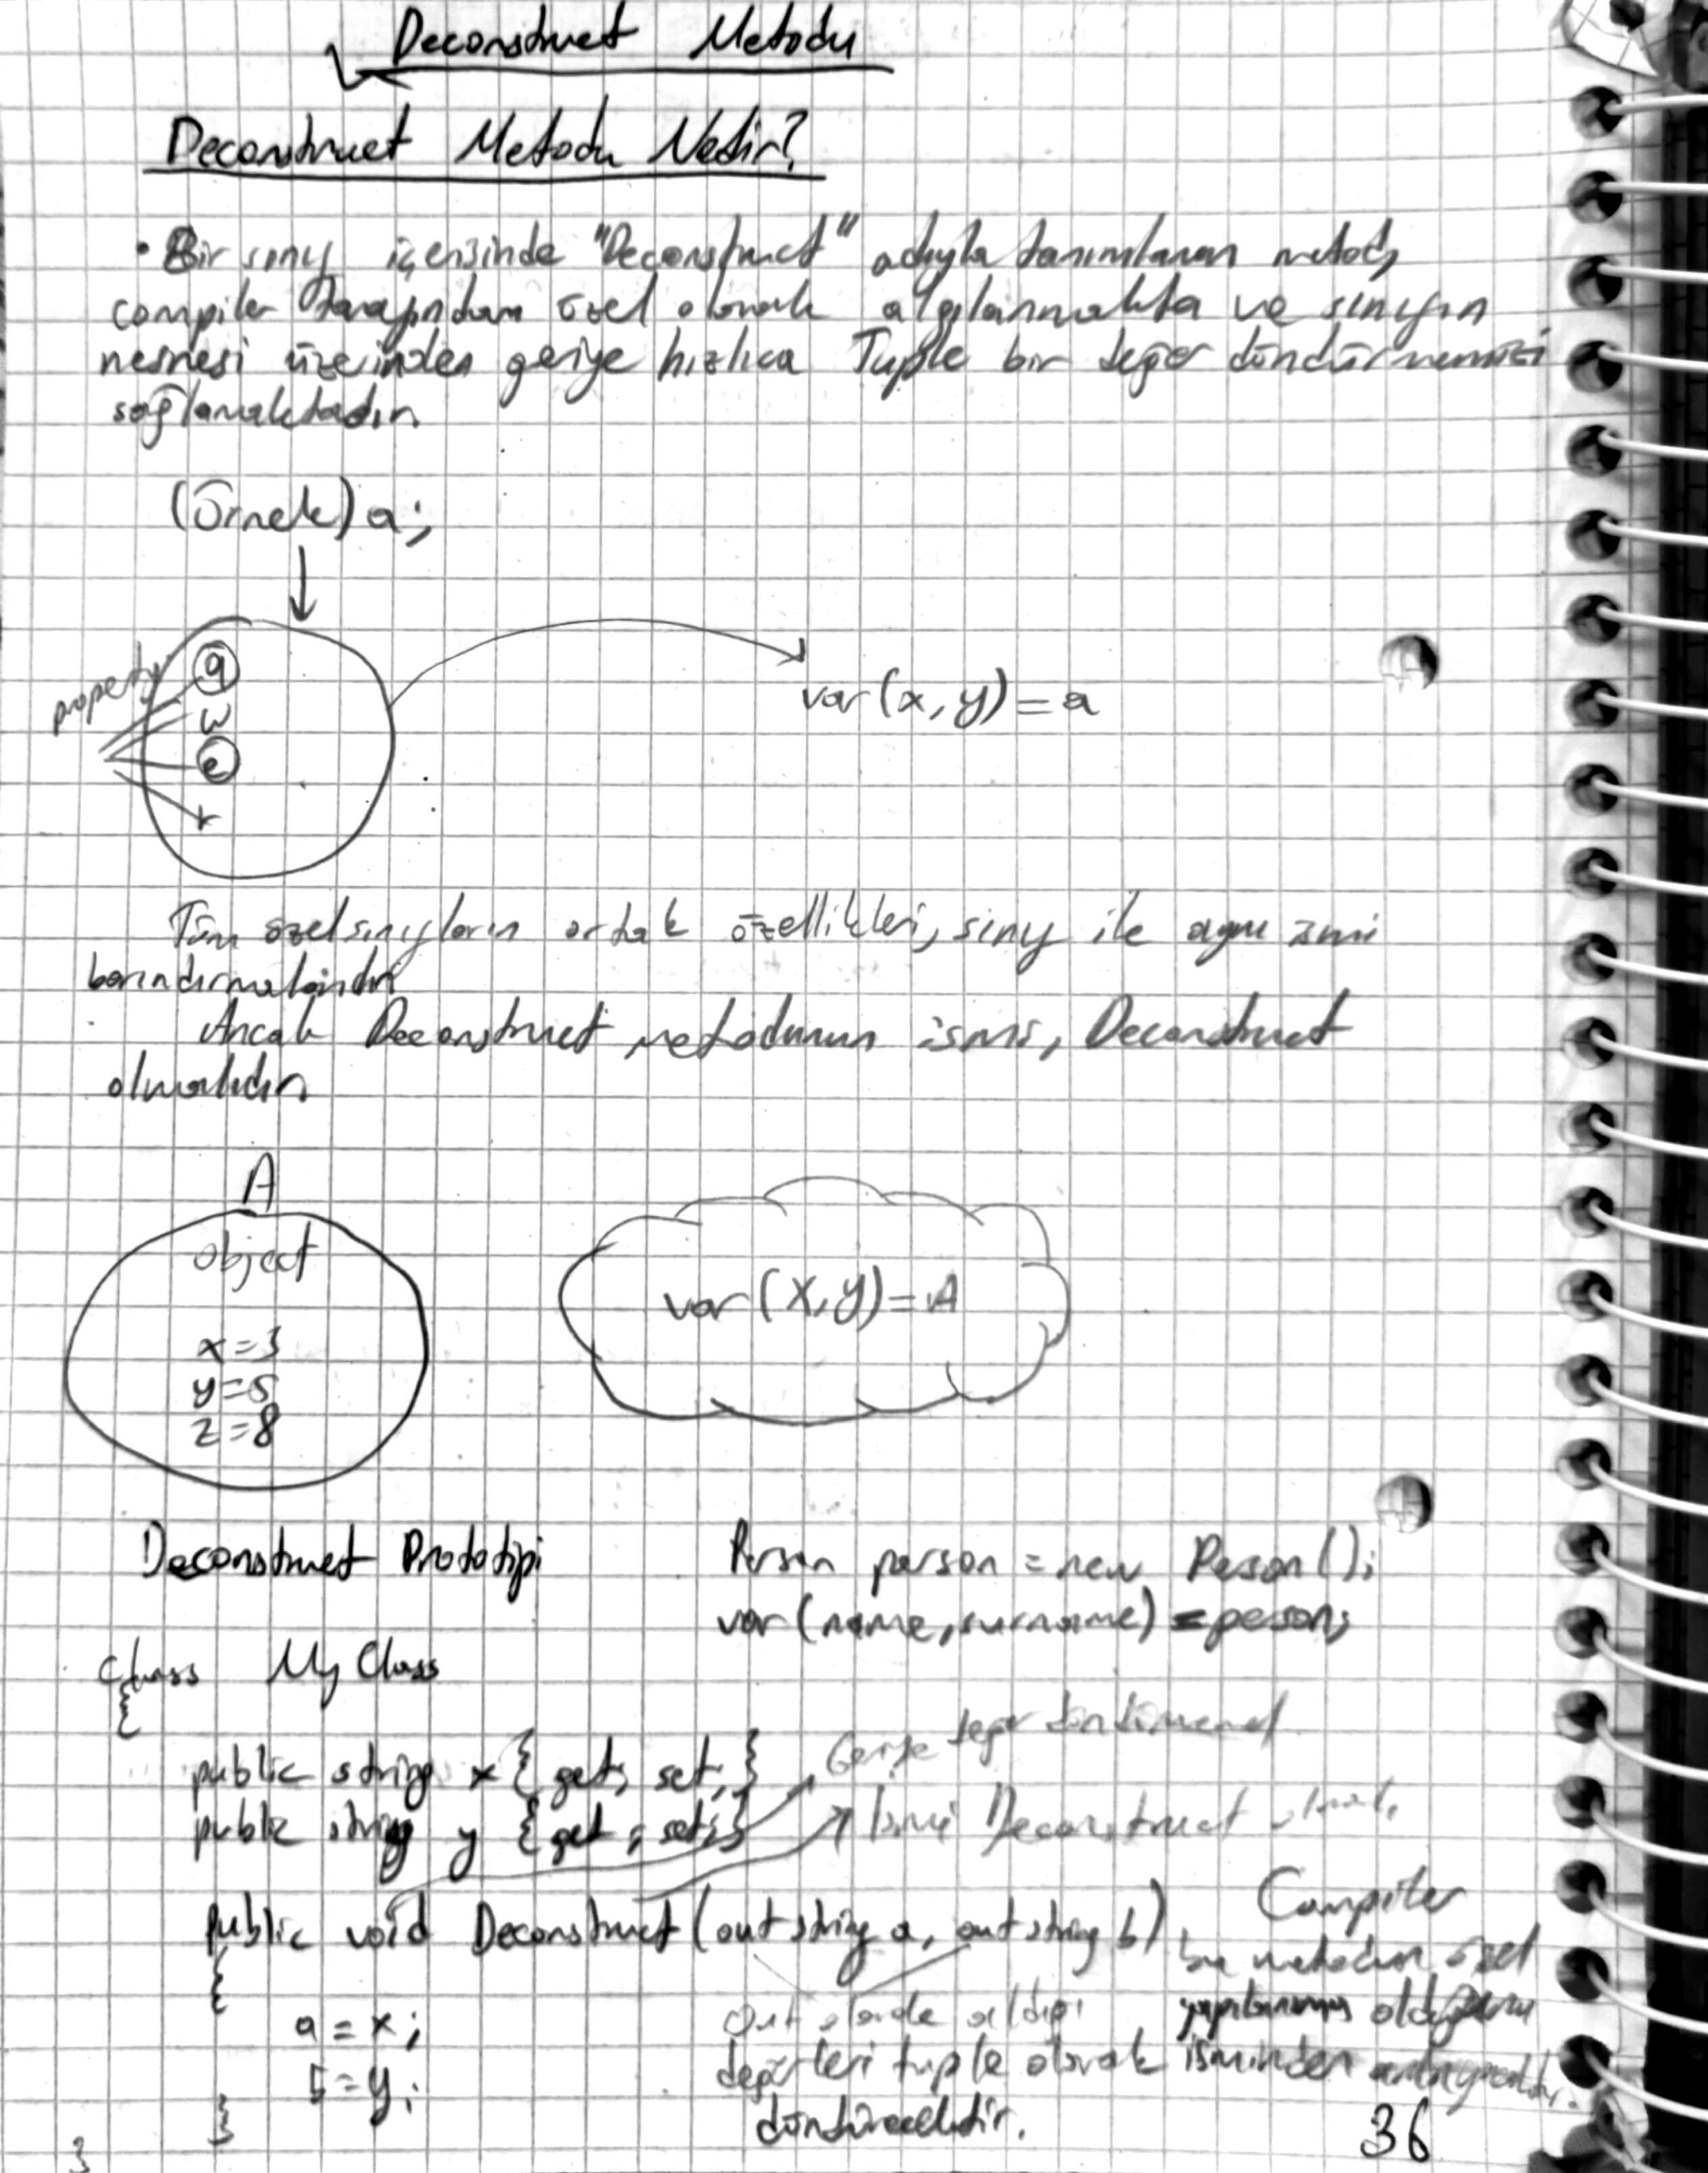 Deconstruct Metodu
Deconstruct Metodu Nedir?
• Bir sınıf içerisinde "Deconstruct" adıyla tanımlanan metod,
compiler tarafından özel olarak algılanmakta ve sınıfın
nesnesi üzerinden geriye hızlıca Tuple bir değer döndürmemizi
sağlamaktadır.
(Örnek) a;
property
q
w
e
r
var (x, y) = a
Tüm özel sınıfların ortak özellikleri, sınıf ile aynı ismi
barındırmalarıdır
Ancak Deconstruct metodunun ismi, Deconstruct
olmalıdır
A
object
x=3
y=5
z=8
var (x, y) = A
Deconstruct Prototipi
Person person = new Person();
var (name, surname) = person;
class MyClass
{
public string x { get; set; }
public string y { get; set; }
Geriye değer döndürmez
İsmi Deconstruct olmalı
public void Deconstruct (out string a, out string b)
{
a = x;
b = y;
}
}
Out olarak aldığı
değerleri tuple olarak
döndürecektir.
Compiler
bu metodun özel
yapılanma olduğunu
isminden anlayacaktır.
36